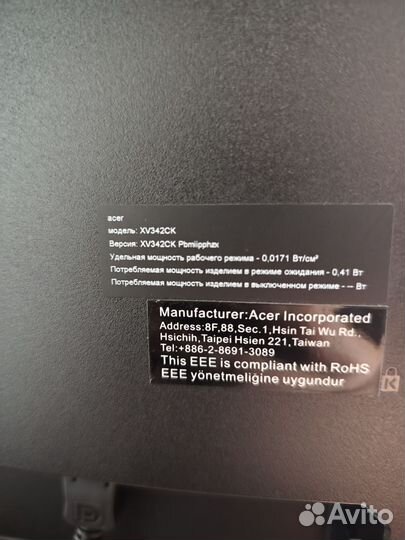 acer
модель: XV342CK
Версия: XV342CK Pbmiipphzx
Удельная мощность рабочего режима - 0,0171 Вт/см²
Потребляемая мощность изделием в режиме ожидания - 0,41 Вт
Потребляемая мощность изделием в выключенном режиме - -- Вт
Manufacturer:Acer Incorporated
Address:8F,88,Sec.1,Hsin Tai Wu Rd.,
Hsichih,Taipei Hsien 221,Taiwan
Tel:+886-2-8691-3089
This EEE is compliant with RoHS
EEE yönetmeliğine uygundur
K
P
Avito